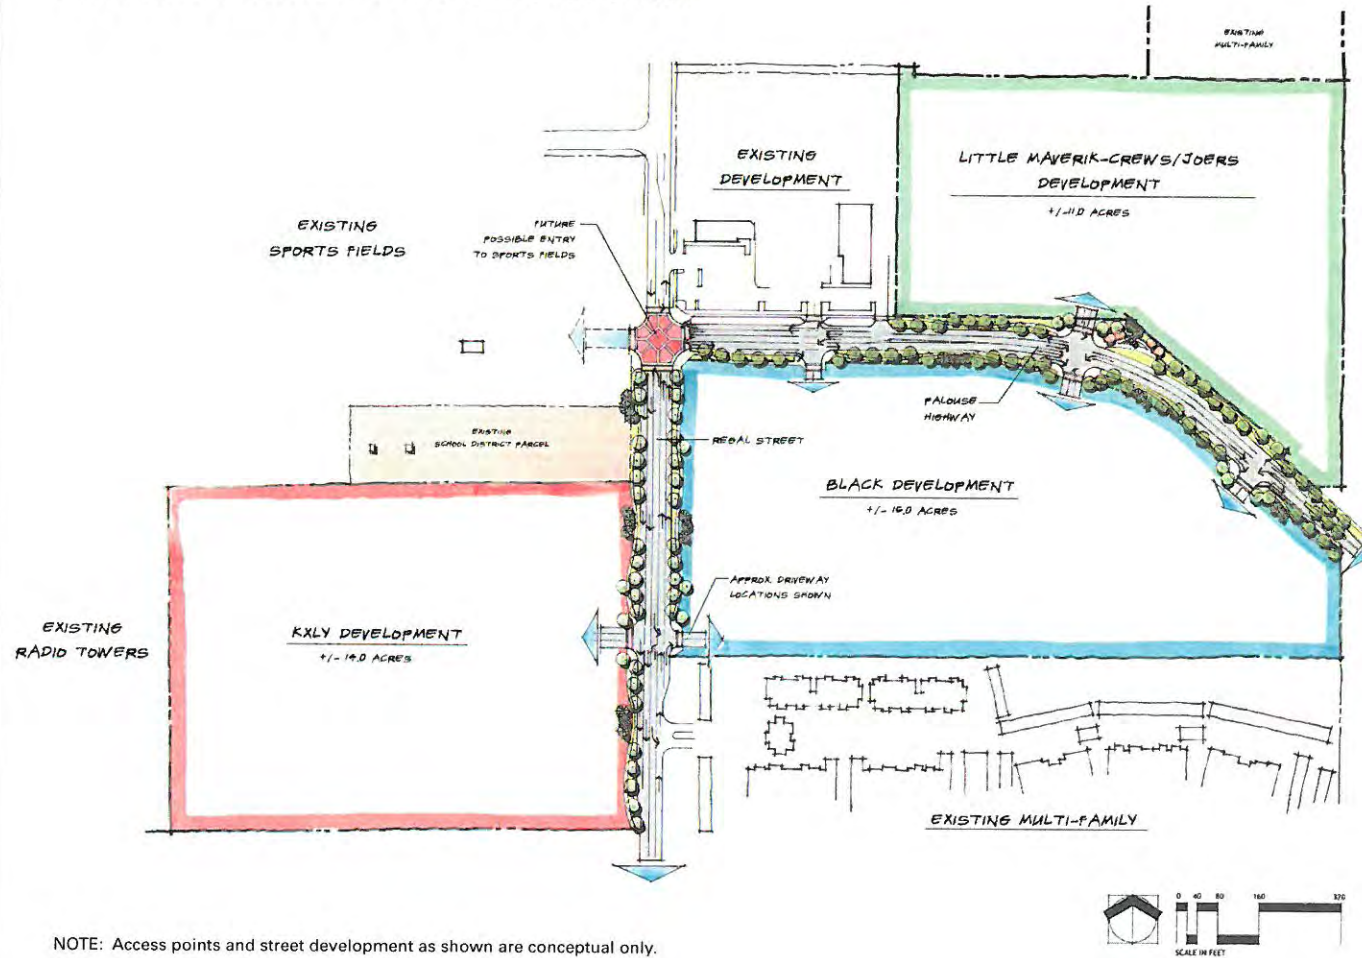 EXISTING
MULTI-FAMILY
EXISTING
DEVELOPMENT
LITTLE MAVERIK-CREWS/JOERS
DEVELOPMENT
+/-11.0 ACRES
EXISTING
SPORTS FIELDS
FUTURE
POSSIBLE ENTRY
TO SPORTS FIELDS
PALOUSE
HIGHWAY
EXISTING
SCHOOL DISTRICT PARCEL
REGAL STREET
BLACK DEVELOPMENT
+/- 16.0 ACRES
APPROX. DRIVEWAY
LOCATIONS SHOWN
EXISTING
RADIO TOWERS
KXLY DEVELOPMENT
+/- 14.0 ACRES
EXISTING MULTI-FAMILY
0 40 80 160 320
SCALE IN FEET
NOTE: Access points and street development as shown are conceptual only.